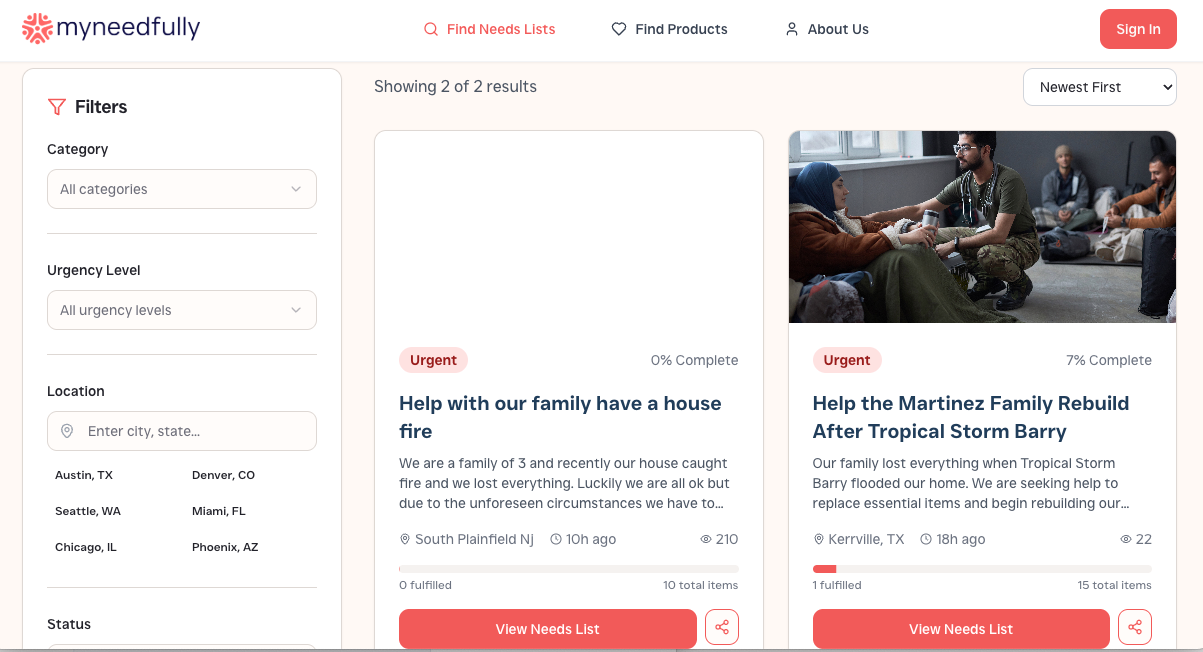 myneedfully
Find Needs Lists
Find Products
About Us
Sign In
Filters
Category
All categories
Urgency Level
All urgency levels
Location
Enter city, state...
Austin, TX
Denver, CO
Seattle, WA
Miami, FL
Chicago, IL
Phoenix, AZ
Status
Showing 2 of 2 results
Newest First
Urgent
0% Complete
Help with our family have a house
fire
We are a family of 3 and recently our house caught
fire and we lost everything. Luckily we are all ok but
due to the unforeseen circumstances we have to...
South Plainfield Nj
10h ago
210
0 fulfilled
10 total items
View Needs List
Urgent
7% Complete
Help the Martinez Family Rebuild
After Tropical Storm Barry
Our family lost everything when Tropical Storm
Barry flooded our home. We are seeking help to
replace essential items and begin rebuilding our...
Kerrville, TX
18h ago
22
1 fulfilled
15 total items
View Needs List